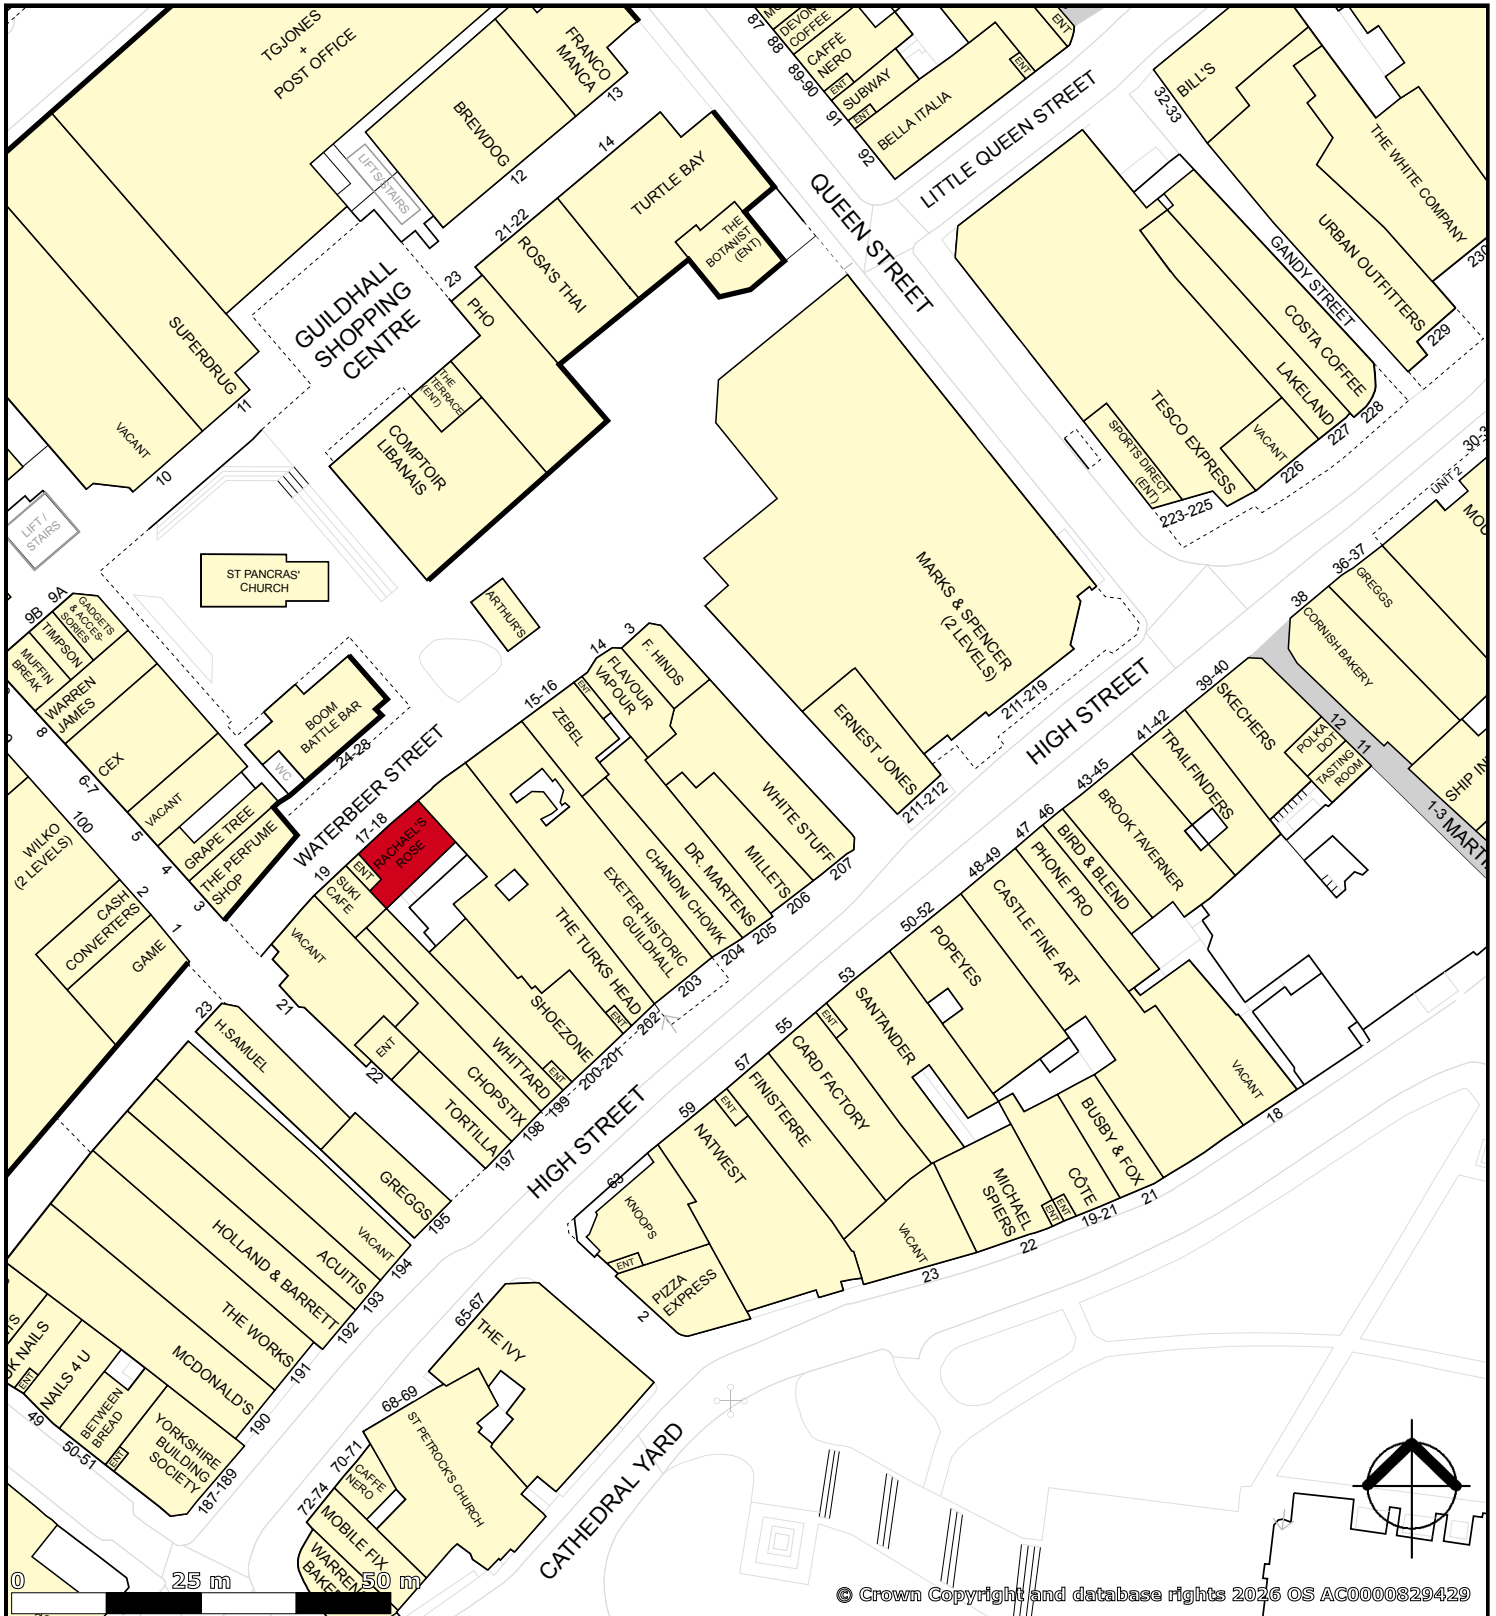 TGJONES
+
POST OFFICE
FRANCO
MANCA
13
BREWDOG
12
LIFTS/STAIRS
14
TURTLE BAY
THE
BOTANIST
(ENT)
21-22
ROSA'S THAI
23
PHO
THE
TERRACE
(ENT)
COMPTOIR
LIBANAIS
GUILDHALL
SHOPPING
CENTRE
SUPERDRUG
11
VACANT
10
LIFT /
STAIRS
ST PANCRAS'
CHURCH
ARTHUR'S
87
88
DEVON
COFFEE
89-90
CAFFÈ
NERO
ENT
91
SUBWAY
ENT
92
BELLA ITALIA
ENT
ENT
QUEEN STREET
LITTLE QUEEN STREET
32-33
BILL'S
THE WHITE COMPANY
URBAN OUTFITTERS
230
229
GANDY STREET
COSTA COFFEE
228
LAKELAND
227
VACANT
226
TESCO EXPRESS
SPORTS DIRECT
(ENT)
223-225
MARKS & SPENCER
(2 LEVELS)
211-219
ERNEST JONES
211-212
HIGH STREET
UNIT 2
36-37
GREGGS
38
CORNISH BAKERY
39-40
SKECHERS
12
POLKA
DOT
11
TASTING
ROOM
SHIP IN
41-42
TRAILFINDERS
43-45
BROOK TAVERNER
46
BIRD & BLEND
47
PHONE PRO
48-49
CASTLE FINE ART
50-52
POPEYES
53
SANTANDER
55
ENT
CARD FACTORY
57
FINISTERRE
59
ENT
NATWEST
63
KNOOPS
ENT
PIZZA
EXPRESS
2
VACANT
18
BUSBY & FOX
21
CÔTE
ENT
ENT
19-21
MICHAEL
SPIERS
22
VACANT
23
9B
9A
GADGETS
& ACCES-
SORIES
TIMPSON
MUFFIN
BREAK
WARREN
JAMES
8
CEX
6-7
VACANT
5
GRAPE TREE
4
THE PERFUME
SHOP
3
BOOM
BATTLE BAR
24-28
WC
WATERBEER STREET
WILKO
(2 LEVELS)
100
2
CASH
CONVERTERS
1
GAME
19
17-18
RACHAEL'S
ROSE
ENT
SUKI
CAFÉ
VACANT
21
ENT
22
15-16
ZEBEL
ENT
14
FLAVOUR
VAPOUR
3
F. HINDS
WHITE STUFF
207
MILLETS
206
DR. MARTENS
205
CHANDNI CHOWK
204
EXETER HISTORIC
GUILDHALL
203
THE TURKS HEAD
ENT
202
SHOEZONE
ENT
200-201
WHITTARD
199
CHOPSTIX
198
TORTILLA
197
HIGH STREET
23
H.SAMUEL
GREGGS
195
VACANT
194
ACUITIS
193
HOLLAND & BARRETT
192
THE WORKS
191
MCDONALD'S
190
YORKSHIRE
BUILDING
SOCIETY
187-189
NAILS 4 U
ENT
49
BETWEEN
BREAD
ENT
50-51
65-67
THE IVY
68-69
ST PETROCK'S CHURCH
70-71
CAFFÈ
NERO
72-74
MOBILE FIX
CATHEDRAL YARD
0
25 m
50 m
© Crown Copyright and database rights 2026 OS AC0000829429